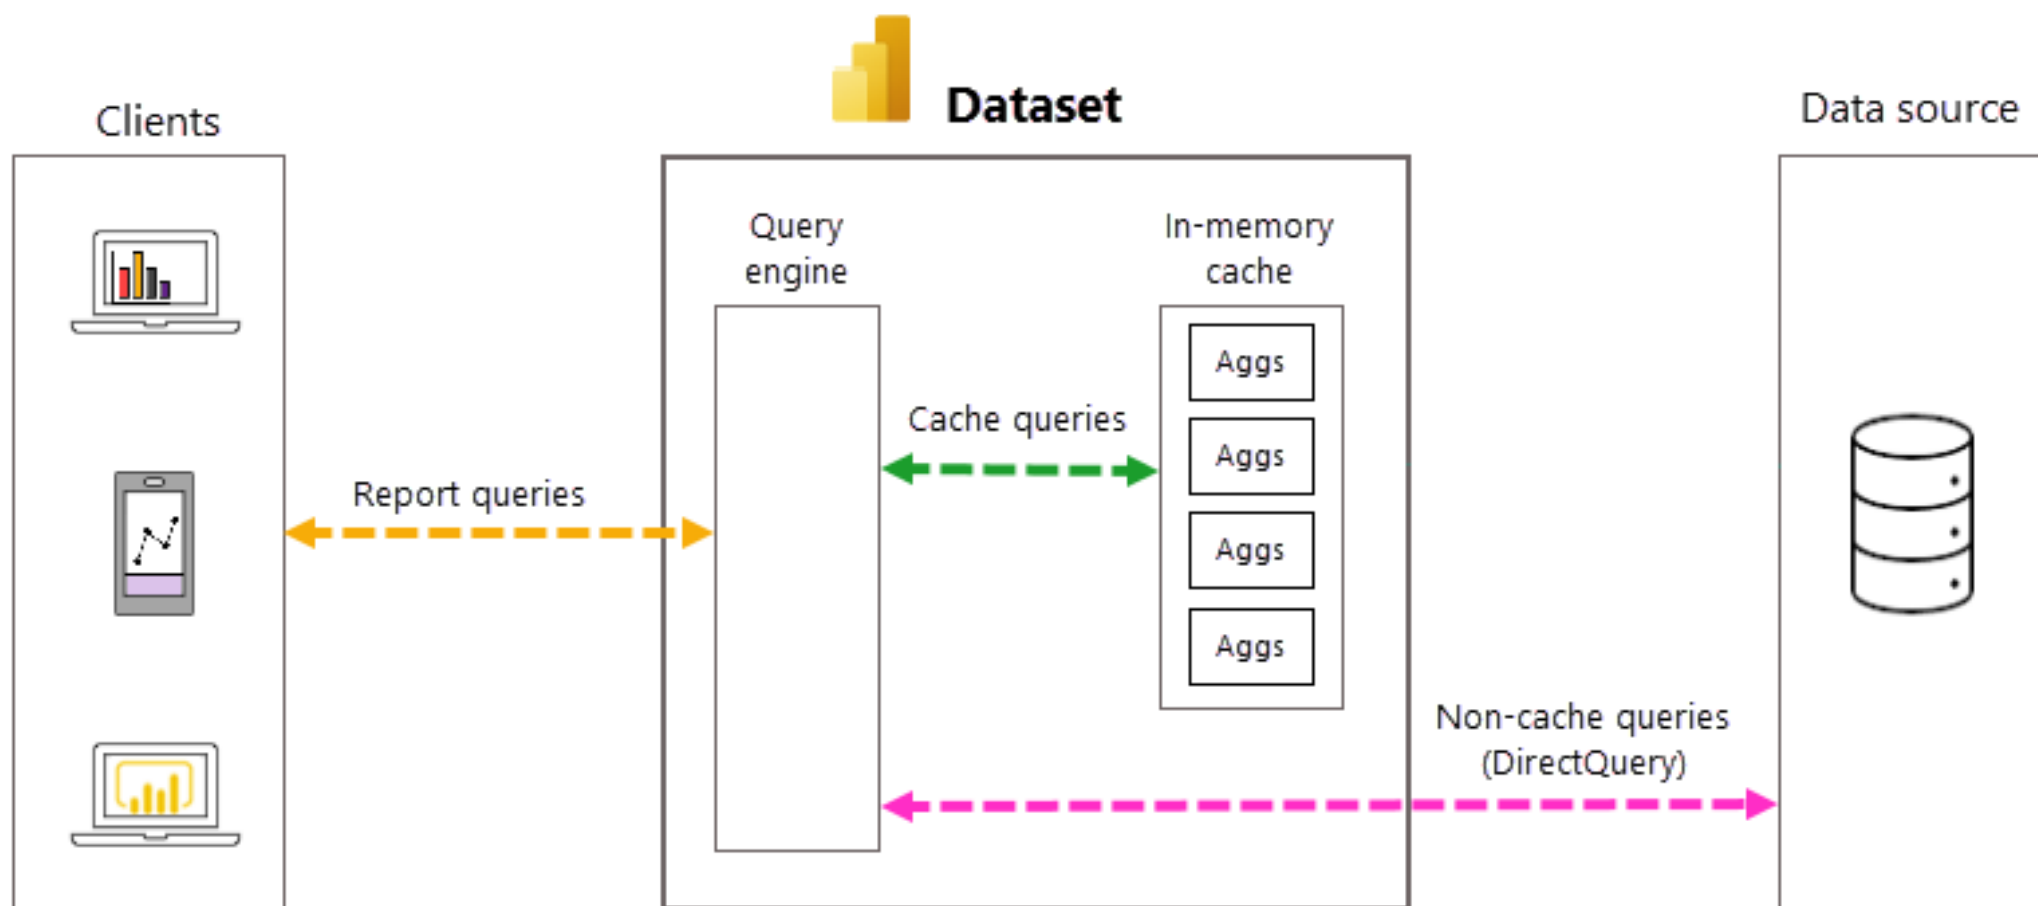 Clients
Dataset
Data source
Query
engine
In-memory
cache
Aggs
Aggs
Aggs
Aggs
Cache queries
Report queries
Non-cache queries
(DirectQuery)